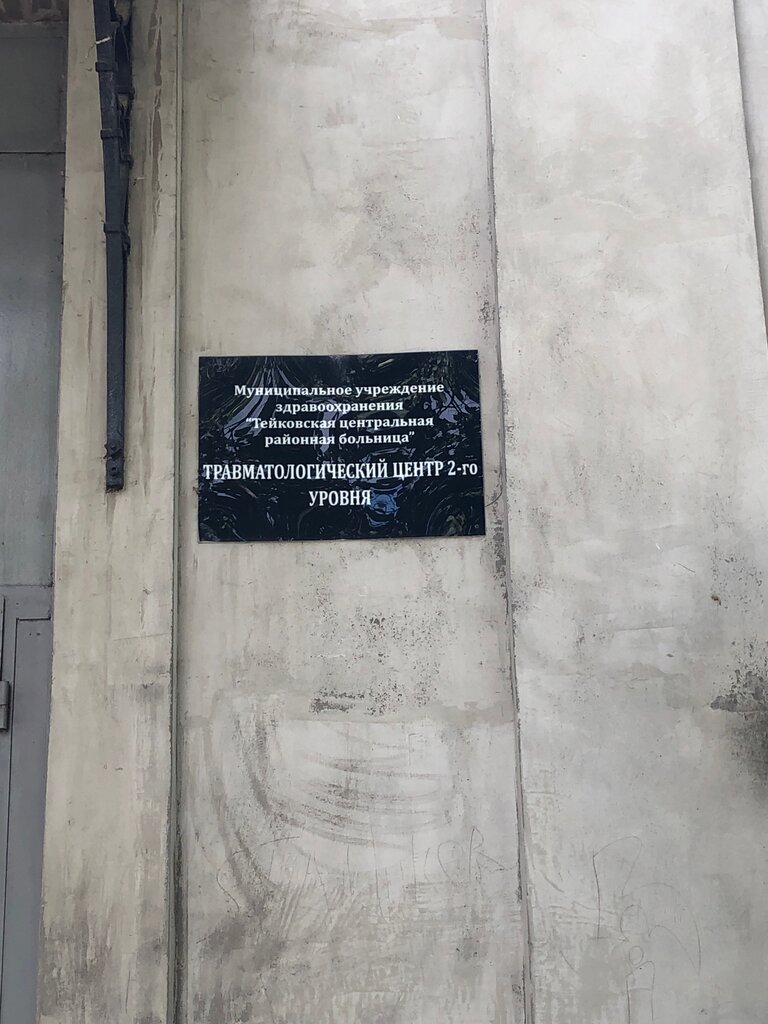 Муниципальное учреждение
здравоохранения
“Тейковская центральная
районная больница”
ТРАВМАТОЛОГИЧЕСКИЙ ЦЕНТР 2-го
УРОВНЯ